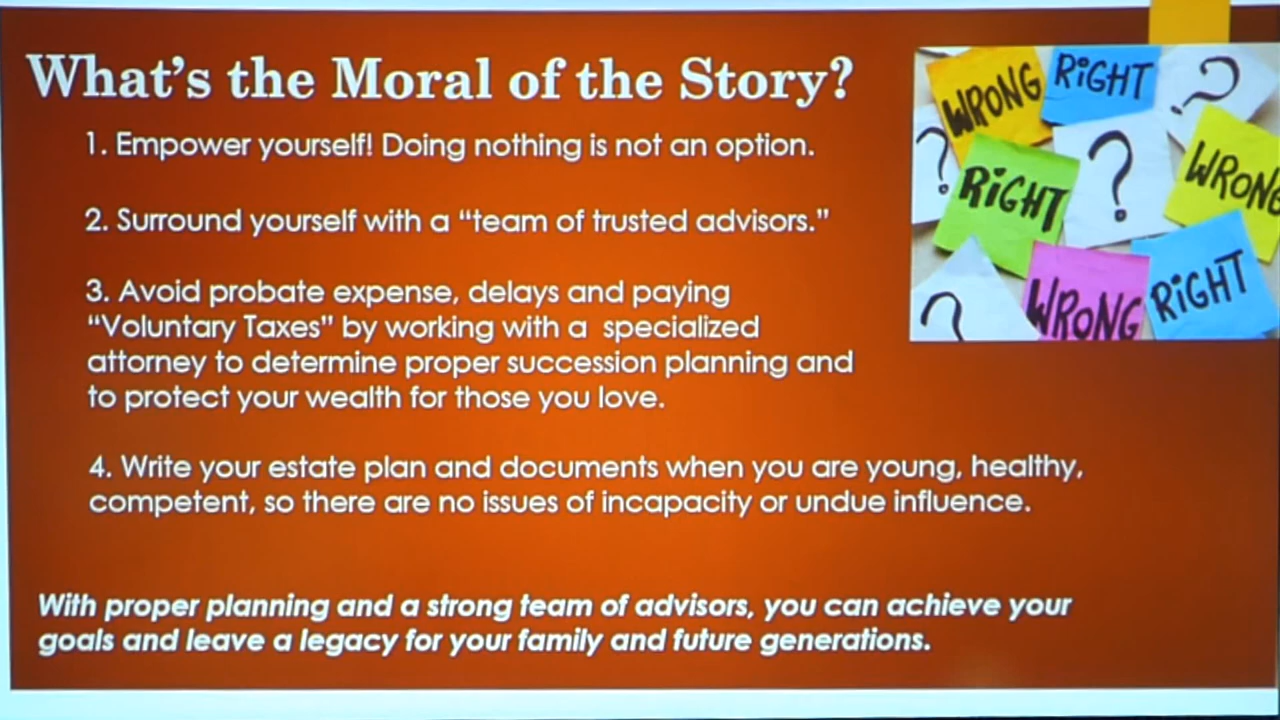 What's the Moral of the Story?
1. Empower yourself! Doing nothing is not an option.
2. Surround yourself with a “team of trusted advisors.”
3. Avoid probate expense, delays and paying
“Voluntary Taxes” by working with a specialized
attorney to determine proper succession planning and
to protect your wealth for those you love.
4. Write your estate plan and documents when you are young, healthy,
competent, so there are no issues of incapacity or undue influence.
With proper planning and a strong team of advisors, you can achieve your
goals and leave a legacy for your family and future generations.
WRONG
RiGHT
?
?
RiGHT
?
WRONG
?
WRONG
RiGHT